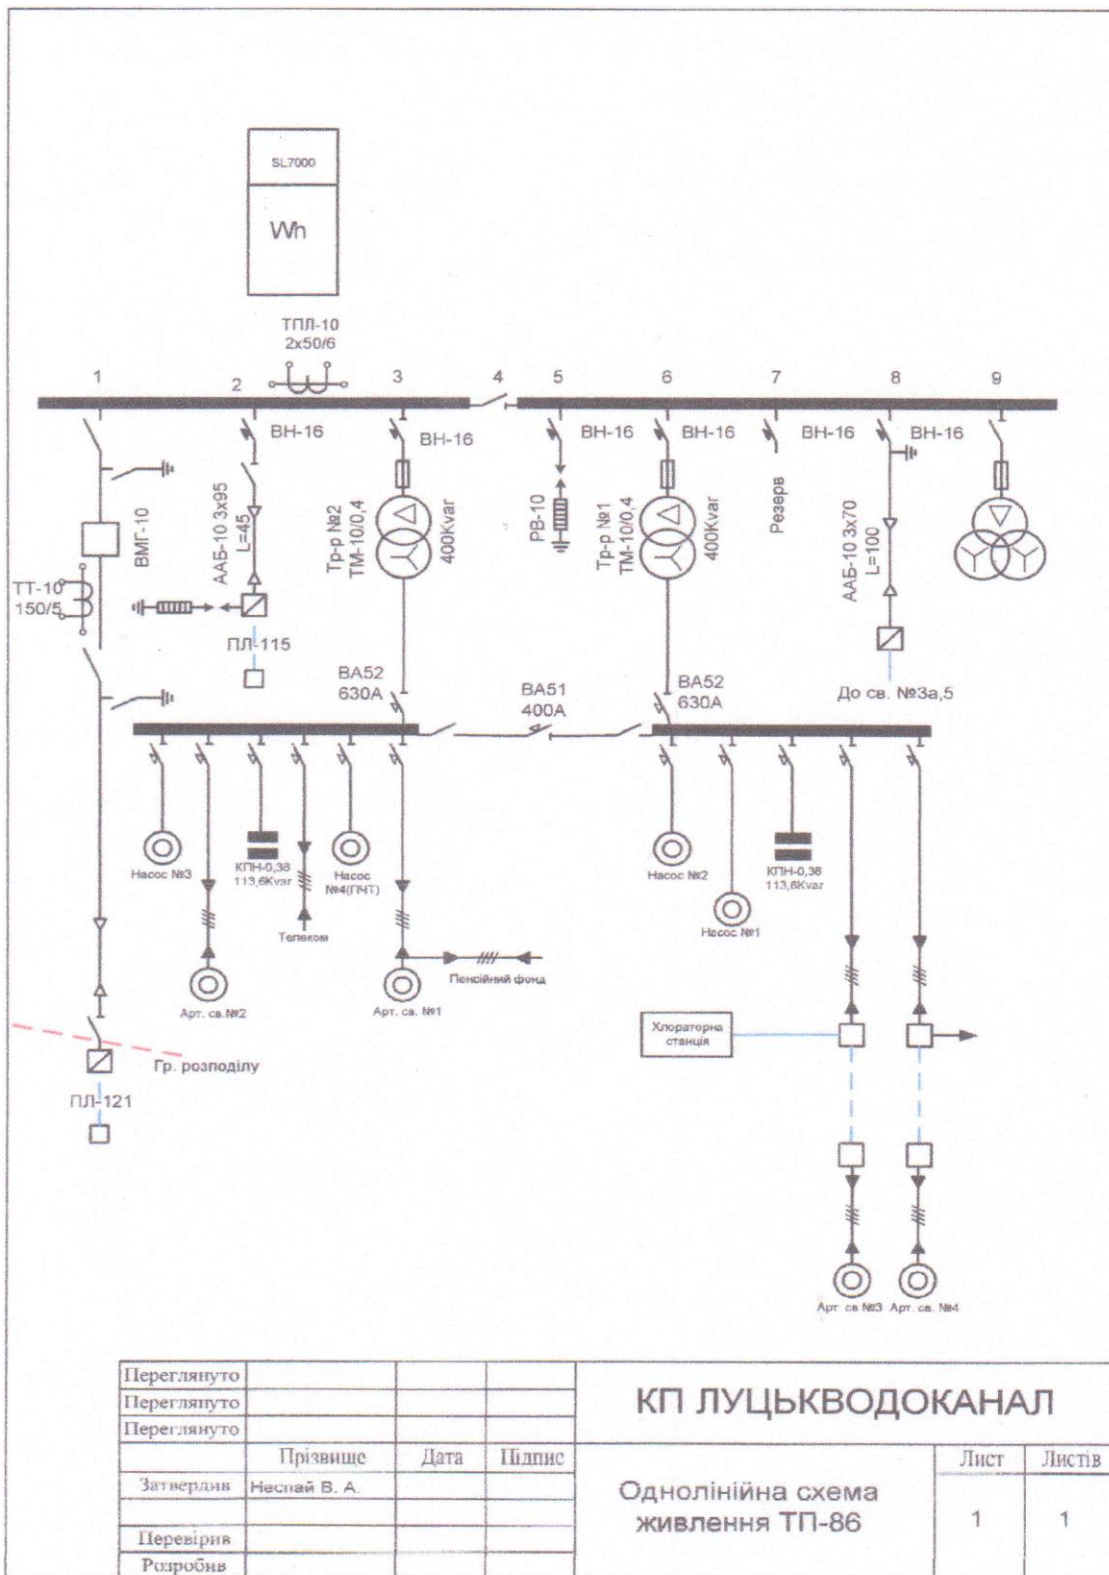 SL7000
Wh
ТПЛ-10
2х50/6
1
2
3
4
5
6
7
8
9
ВН-16
ВН-16
ВН-16
ВН-16
ВН-16
ВН-16
ВМГ-10
ААБ-10 3х95
L=45
Тр-р №2
ТМ-10/0,4
400Kvar
РВ-10
Тр-р №1
ТМ-10/0,4
400Kvar
Резерв
ААБ-10 3х70
L=100
ТТ-10
150/5
ПЛ-115
ВА52
630А
ВА51
400А
ВА52
630А
До св. №3а,5
Насос №3
КПН-0,38
113,6Kvar
Насос
№4(ПЧТ)
Насос №2
КПН-0,38
113,6Kvar
Насос №1
Телеком
Пенсійний фонд
Арт. св. №2
Арт. св. №1
Хлораторна
станція
Гр. розподілу
ПЛ-121
Арт. св №3
Арт. св. №4
Переглянуто
Переглянуто
Переглянуто
КП ЛУЦЬКВОДОКАНАЛ
Прізвище Дата Підпис
Лист Листів
Затвердив Неспай В. А.
Однолінійна схема
живлення ТП-86
1 1
Перевірив
Розробив